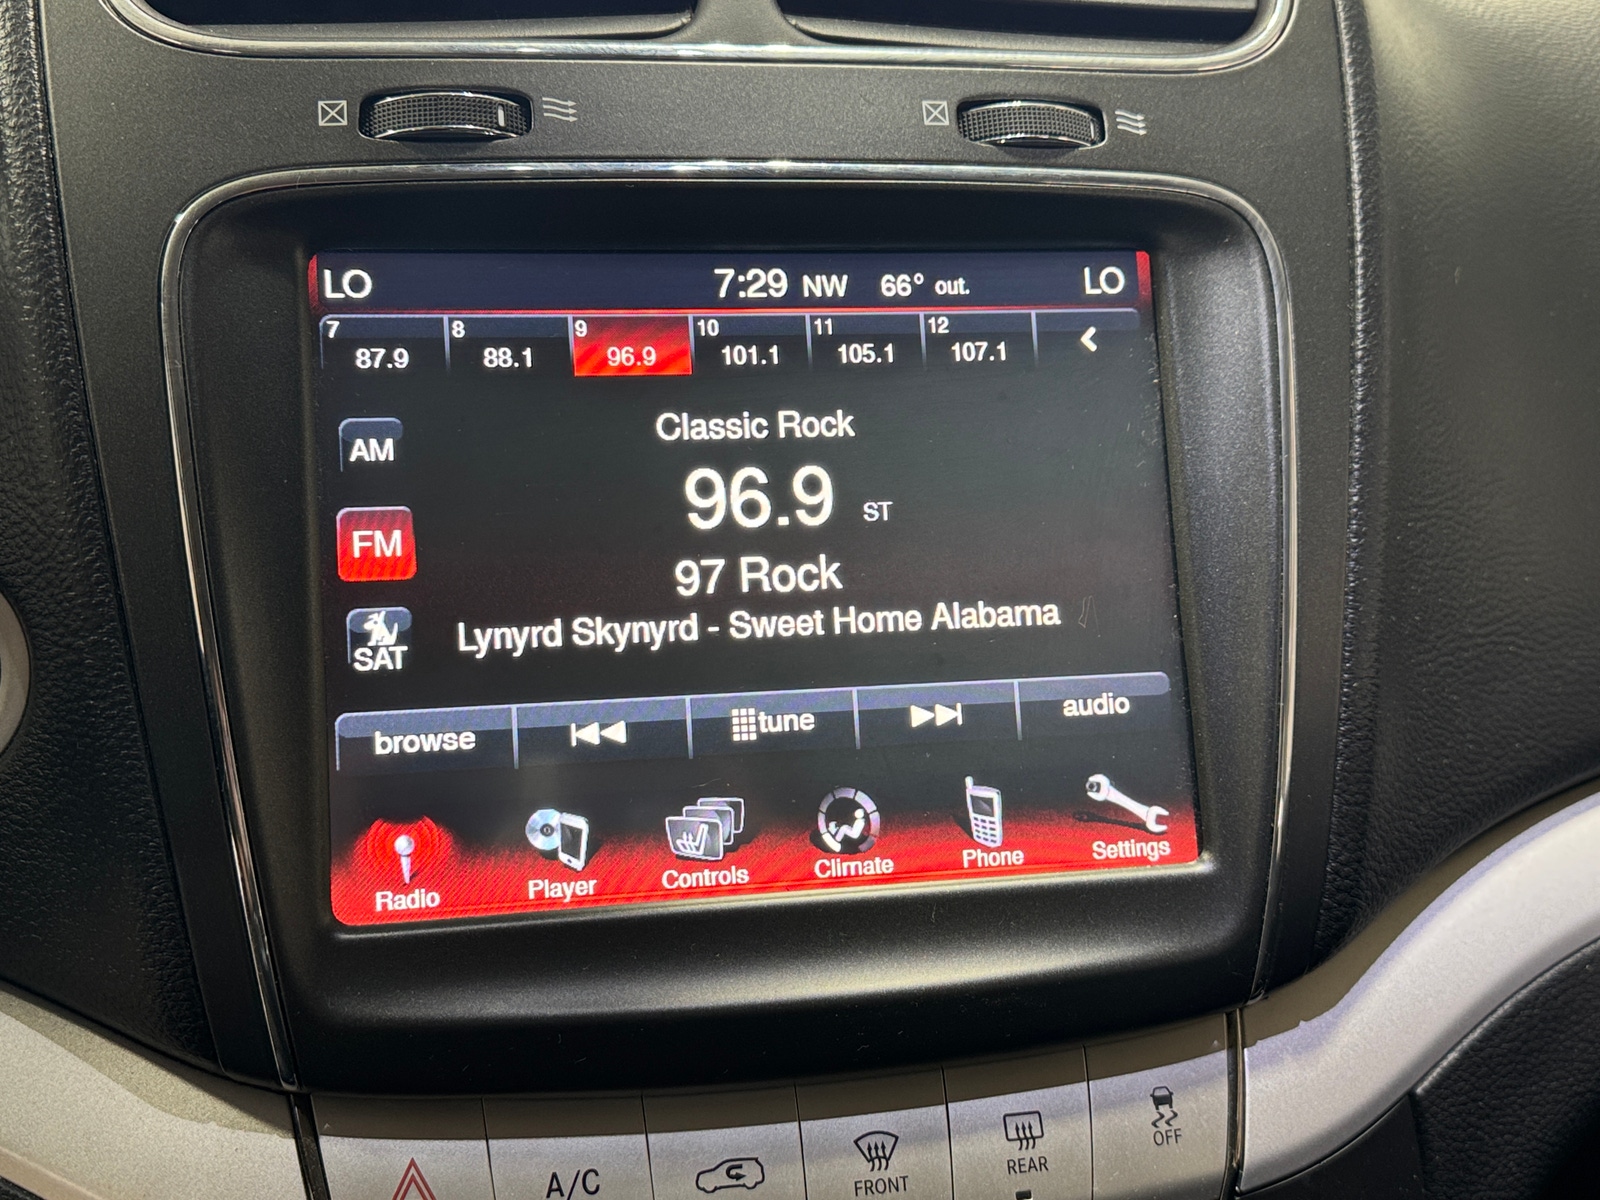 LO 7:29 NW 66° out. LO
7 8 9 10 11 12
87.9 88.1 96.9 101.1 105.1 107.1
Classic Rock
AM
96.9 ST
FM
97 Rock
Lynyrd Skynyrd - Sweet Home Alabama
SAT
browse tune audio
Radio Player Controls Climate Phone Settings
A/C FRONT REAR OFF